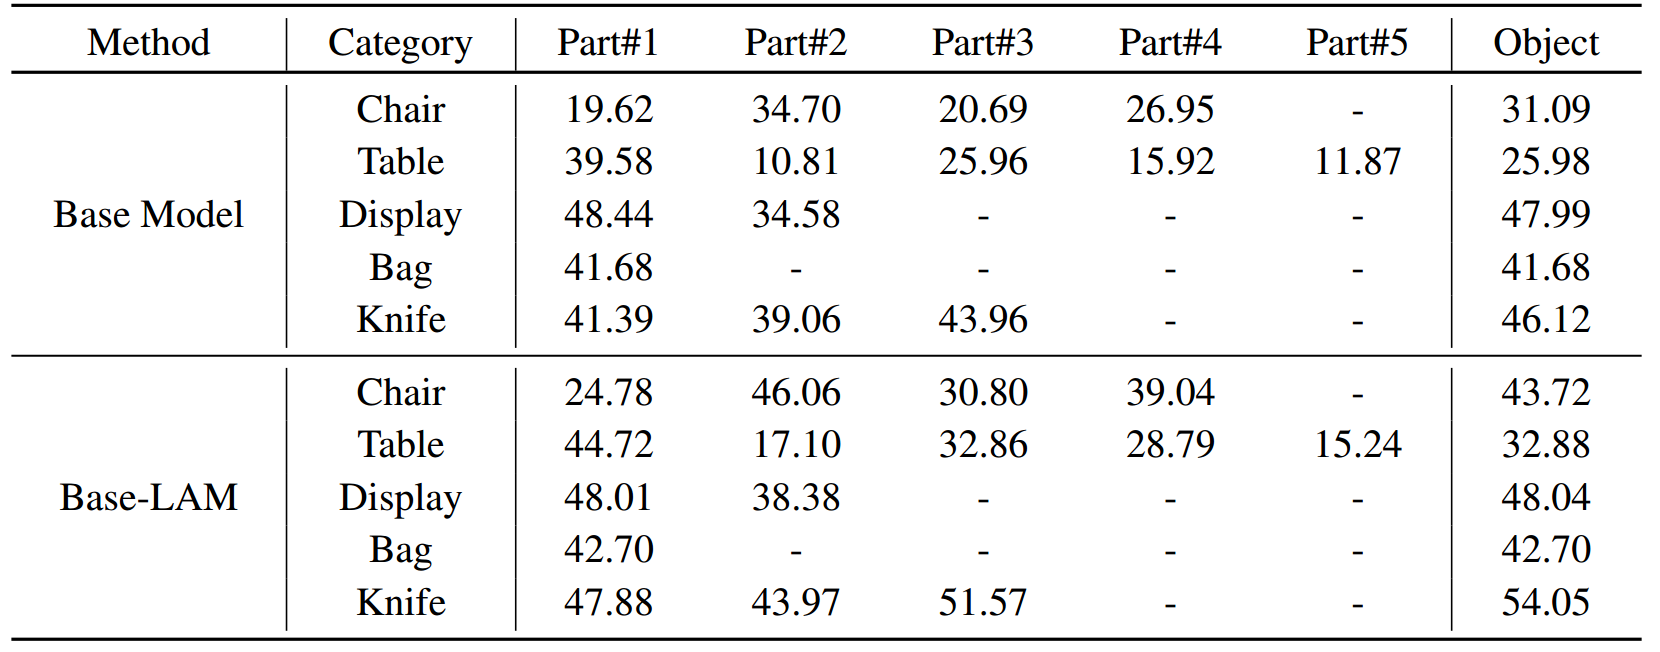 Method Category Part#1 Part#2 Part#3 Part#4 Part#5 Object
Chair 19.62 34.70 20.69 26.95 - 31.09
Table 39.58 10.81 25.96 15.92 11.87 25.98
Base Model Display 48.44 34.58 - - - 47.99
Bag 41.68 - - - - 41.68
Knife 41.39 39.06 43.96 - - 46.12
Chair 24.78 46.06 30.80 39.04 - 43.72
Table 44.72 17.10 32.86 28.79 15.24 32.88
Base-LAM Display 48.01 38.38 - - - 48.04
Bag 42.70 - - - - 42.70
Knife 47.88 43.97 51.57 - - 54.05